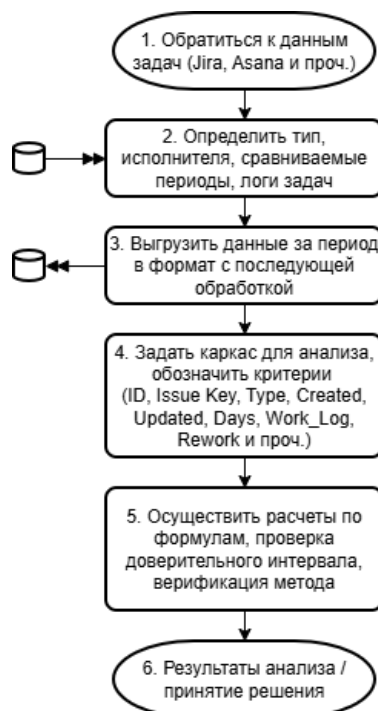 1. Обратиться к данным
задач (Jira, Asana и проч.)
2. Определить тип,
исполнителя, сравниваемые
периоды, логи задач
3. Выгрузить данные за период
в формат с последующей
обработкой
4. Задать каркас для анализа,
обозначить критерии
(ID, Issue Key, Type, Created,
Updated, Days, Work_Log,
Rework и проч.)
5. Осуществить расчеты по
формулам, проверка
доверительного интервала,
верификация метода
6. Результаты анализа /
принятие решения